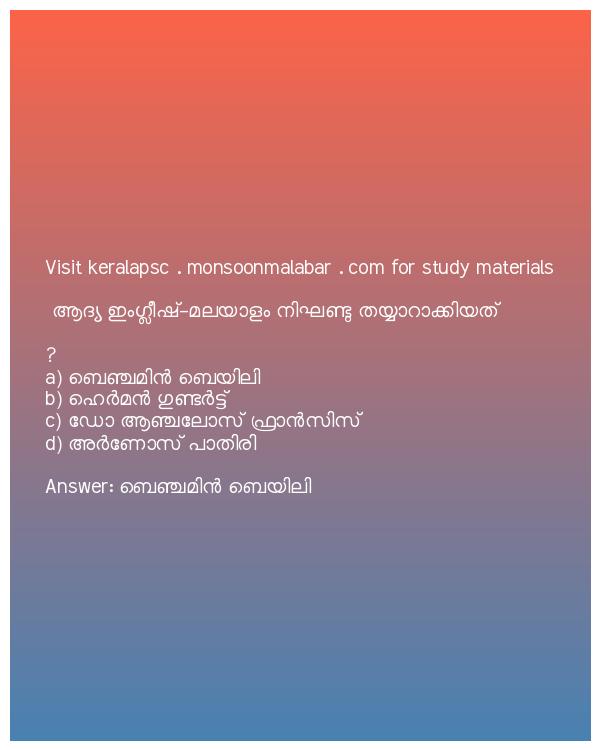 Visit keralapsc . monsoonmalabar . com for study materials
ആദ്യ ഇംഗ്ലീഷ്-മലയാളം നിഘണ്ടു തയ്യാറാക്കിയത്
?
a) ബെഞ്ചമിൻ ബെയിലി
b) ഹെർമൻ ഗുണ്ടർട്ട്
c) ഡോ ആഞ്ചലോസ് ഫ്രാൻസിസ്
d) അർണോസ് പാതിരി
Answer: ബെഞ്ചമിൻ ബെയിലി